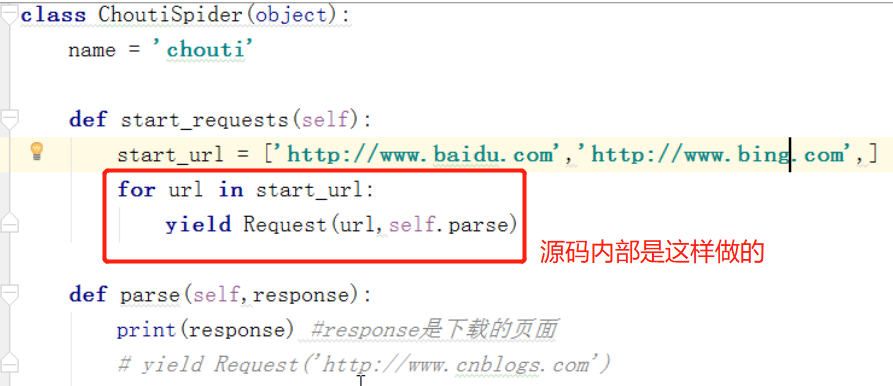 class ChoutiSpider(object):
name = 'chouti'
def start_requests(self):
start_url = ['http://www.baidu.com','http://www.bing.com',]
for url in start_url:
yield Request(url,self.parse)
源码内部是这样做的
def parse(self,response):
print(response) #response是下载的页面
# yield Request('http://www.cnblogs.com')